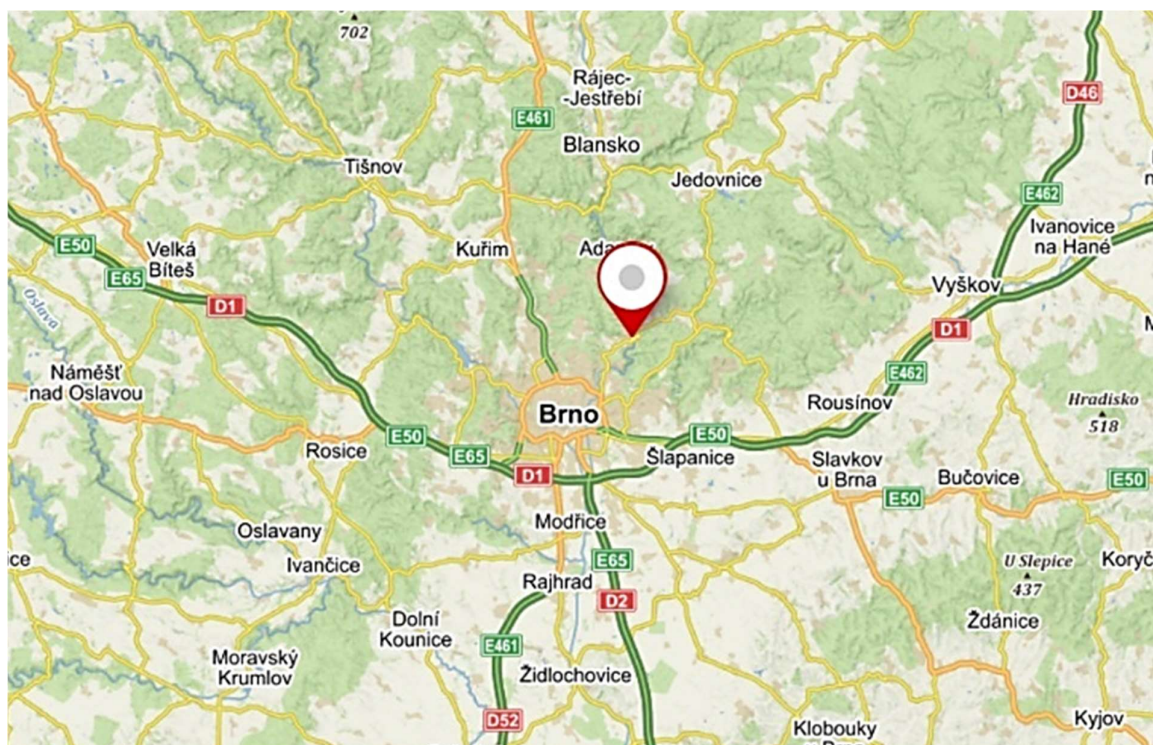 702
D46
Rájec-
-Jestřebí
E461
Blansko
Tišnov
Jedovnice
E462
Ivanovice
na Hané
E50
Velká
Bíteš
Kuřim
E65
Vyškov
Oslava
D1
D1
Náměšť
nad Oslavou
E462
Hradisko
518
Rousínov
Brno
E50
E50
Rosice
E65
Šlapanice
D1
Slavkov
u Brna
Bučovice
E50
E50
Modřice
Oslavany
Ivančice
E65
U Slepice
437
Rajhrad
D2
Dolní
Kounice
Ždánice
E461
Moravský
Krumlov
Židlochovice
D52
Klobouky
Kyjov